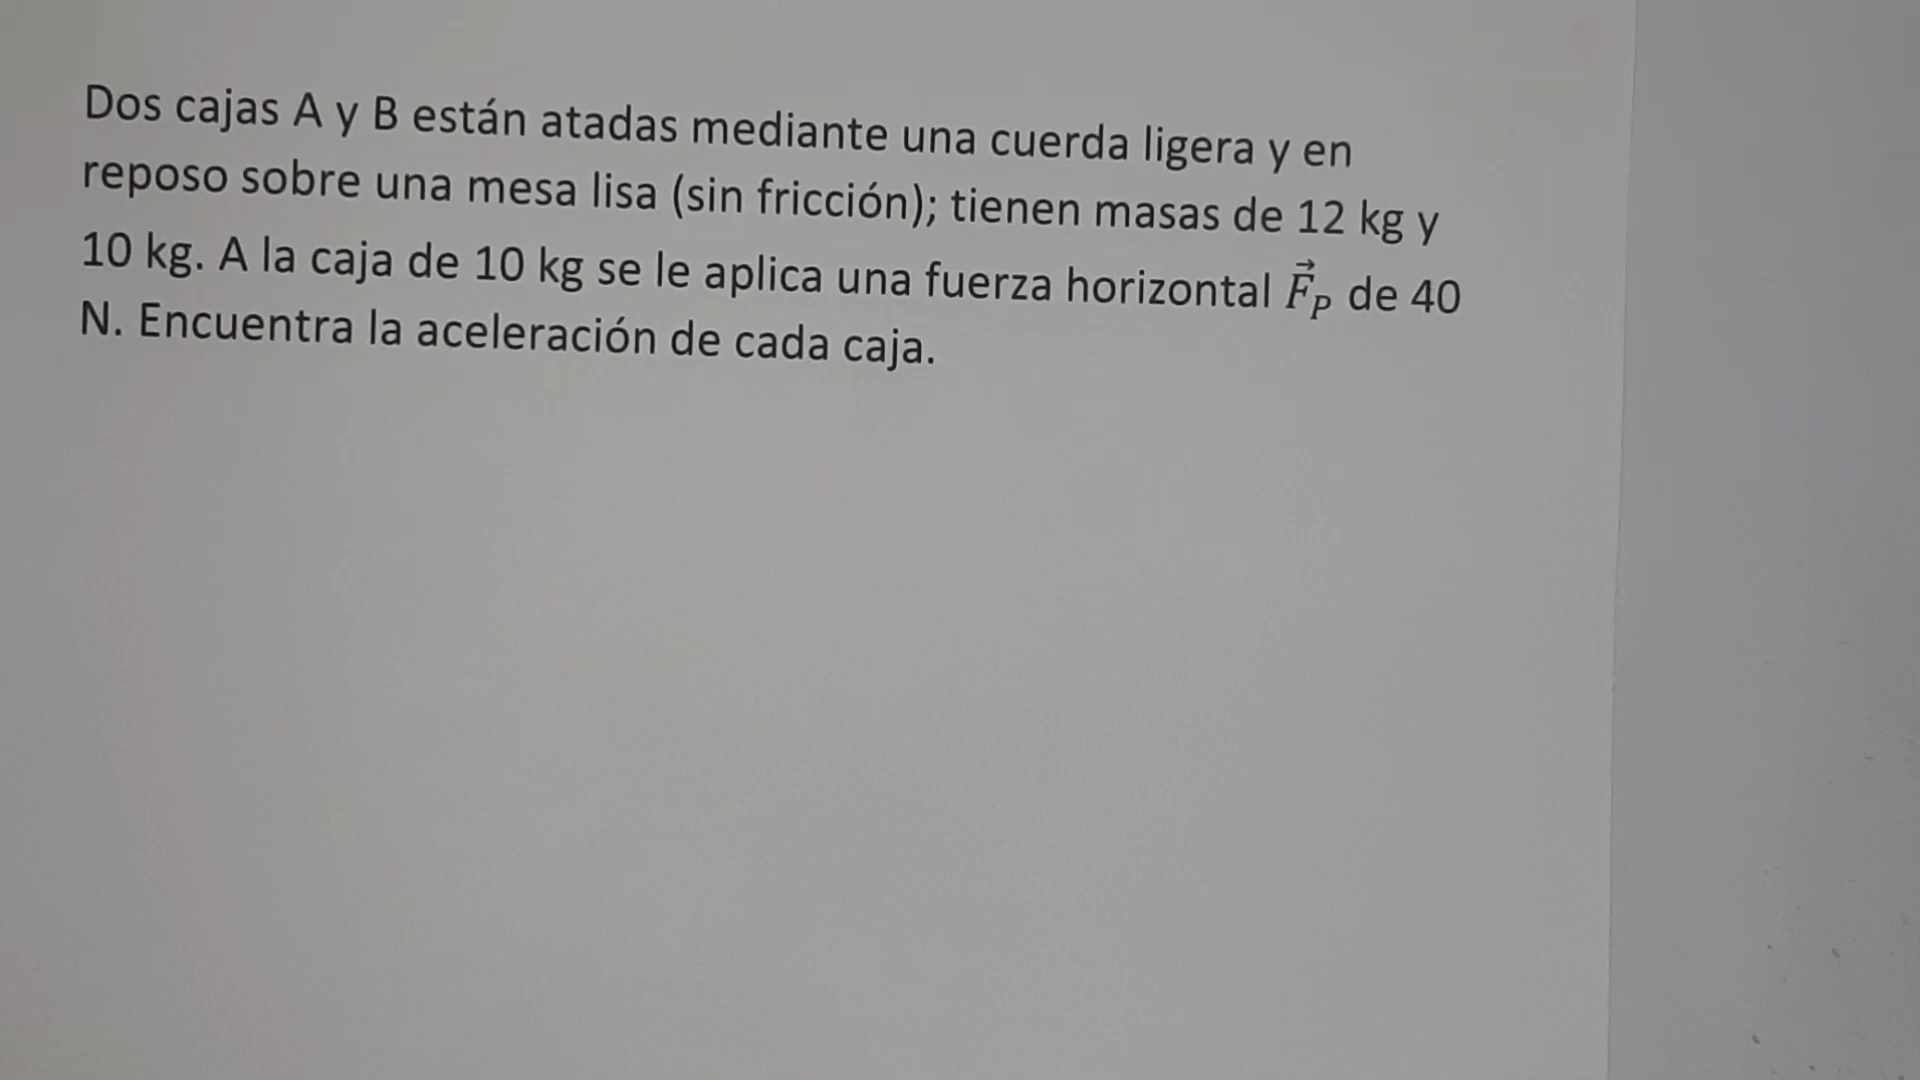 Dos cajas A y B están atadas mediante una cuerda ligera y en
reposo sobre una mesa lisa (sin fricción); tienen masas de 12 kg y
10 kg. A la caja de 10 kg se le aplica una fuerza horizontal $\vec{F}_P$ de 40
N. Encuentra la aceleración de cada caja.